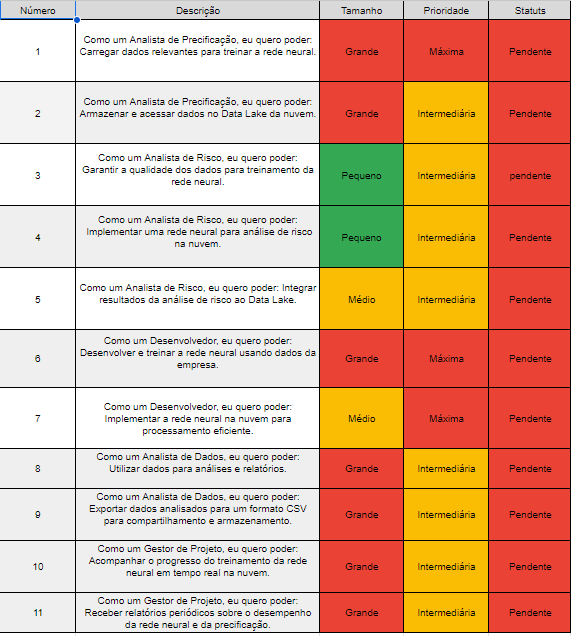 Número Descrição Tamanho Prioridade Statuts
1 Como um Analista de Precificação, eu quero poder:
Carregar dados relevantes para treinar a rede neural. Grande Máxima Pendente
2 Como um Analista de Precificação, eu quero poder:
Armazenar e acessar dados no Data Lake da nuvem. Grande Intermediária Pendente
3 Como um Analista de Risco, eu quero poder:
Garantir a qualidade dos dados para treinamento da
rede neural. Pequeno Intermediária pendente
4 Como um Analista de Risco, eu quero poder:
Implementar uma rede neural para análise de risco
na nuvem. Pequeno Intermediária Pendente
5 Como um Analista de Risco, eu quero poder: Integrar
resultados da análise de risco ao Data Lake. Médio Intermediária Pendente
6 Como um Desenvolvedor, eu quero poder:
Desenvolver e treinar a rede neural usando dados da
empresa. Grande Máxima Pendente
7 Como um Desenvolvedor, eu quero poder:
Implementar a rede neural na nuvem para
processamento eficiente. Médio Máxima Pendente
8 Como um Analista de Dados, eu quero poder:
Utilizar dados para análises e relatórios. Grande Intermediária Pendente
9 Como um Analista de Dados, eu quero poder:
Exportar dados analisados para um formato CSV
para compartilhamento e armazenamento. Grande Intermediária Pendente
10 Como um Gestor de Projeto, eu quero poder:
Acompanhar o progresso do treinamento da rede
neural em tempo real na nuvem. Grande Intermediária Pendente
11 Como um Gestor de Projeto, eu quero poder:
Receber relatórios periódicos sobre o desempenho
da rede neural e da precificação. Grande Intermediária Pendente